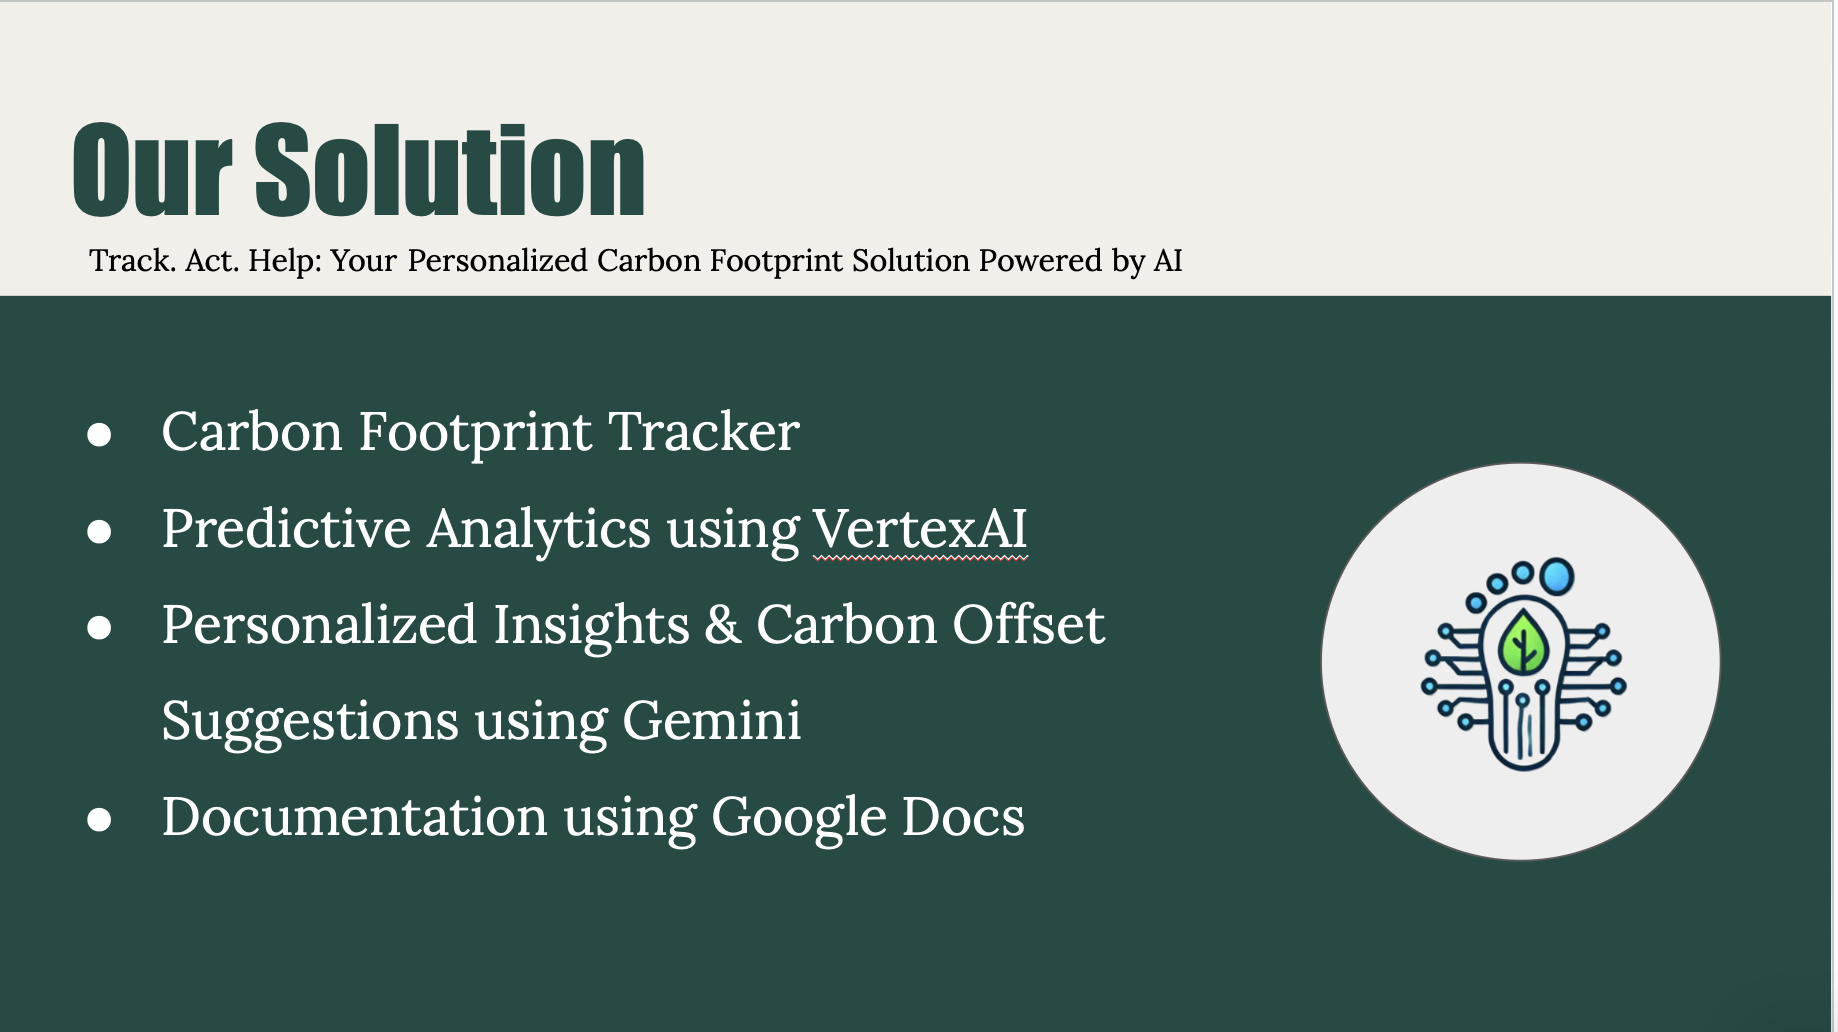 Our Solution
Track. Act. Help: Your Personalized Carbon Footprint Solution Powered by AI
● Carbon Footprint Tracker
● Predictive Analytics using VertexAI
● Personalized Insights & Carbon Offset
Suggestions using Gemini
● Documentation using Google Docs